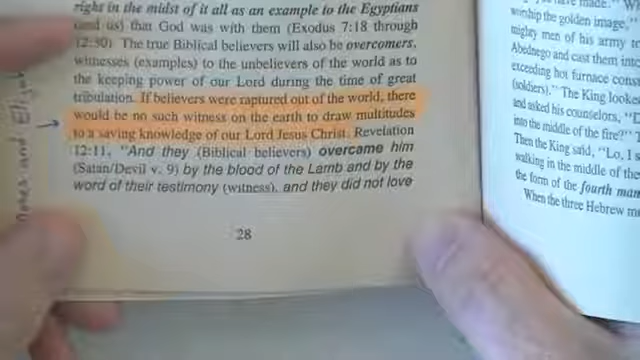 right in the midst of it all as an example to the Egyptians
(and us) that God was with them (Exodus 7:18 through
12:30) The true Biblical believers will also be overcomers,
witnesses (examples) to the unbelievers of the world as to
the keeping power of our Lord during the time of great
tribulation. If believers were raptured out of the world, there
would be no such witness on the earth to draw multitudes
to a saving knowledge of our Lord Jesus Christ. Revelation
12:11, "And they (Biblical believers) overcame him
(Satan/Devil v. 9) by the blood of the Lamb and by the
word of their testimony (witness), and they did not love
28
and
worship the golden image,
mighty men of his army
Abednego and cast them into
exceeding hot furnace
(soldiers)." The King looked
and asked his counselors,
into the middle of the fire?"
Then the King said, "Lo, I
walking in the middle of the
the form of the fourth man
When the three Hebrew